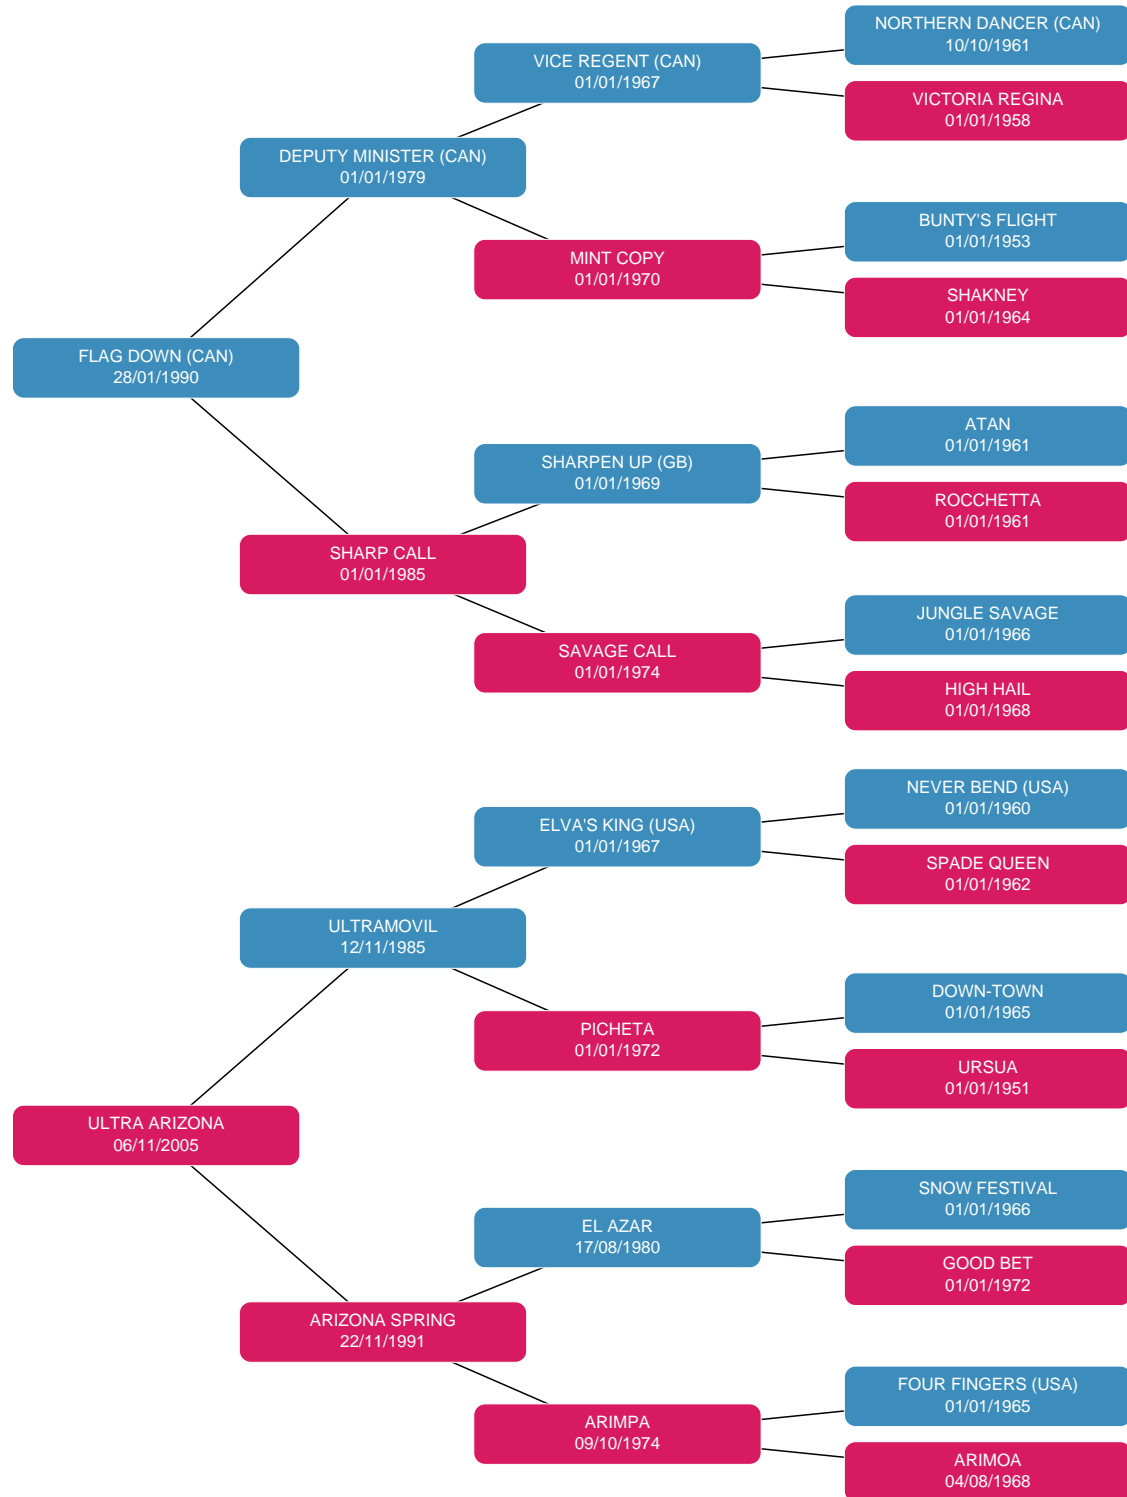 NORTHERN DANCER (CAN)
10/10/1961
VICE REGENT (CAN)
01/01/1967
VICTORIA REGINA
01/01/1958
DEPUTY MINISTER (CAN)
01/01/1979
BUNTY'S FLIGHT
01/01/1953
MINT COPY
01/01/1970
SHAKNEY
01/01/1964
FLAG DOWN (CAN)
28/01/1990
ATAN
01/01/1961
SHARPEN UP (GB)
01/01/1969
ROCCHETTA
01/01/1961
SHARP CALL
01/01/1985
JUNGLE SAVAGE
01/01/1966
SAVAGE CALL
01/01/1974
HIGH HAIL
01/01/1968
NEVER BEND (USA)
01/01/1960
ELVA'S KING (USA)
01/01/1967
SPADE QUEEN
01/01/1962
ULTRAMOVIL
12/11/1985
DOWN-TOWN
01/01/1965
PICHETA
01/01/1972
URSUA
01/01/1951
ULTRA ARIZONA
06/11/2005
SNOW FESTIVAL
01/01/1966
EL AZAR
17/08/1980
GOOD BET
01/01/1972
ARIZONA SPRING
22/11/1991
FOUR FINGERS (USA)
01/01/1965
ARIMPA
09/10/1974
ARIMOA
04/08/1968